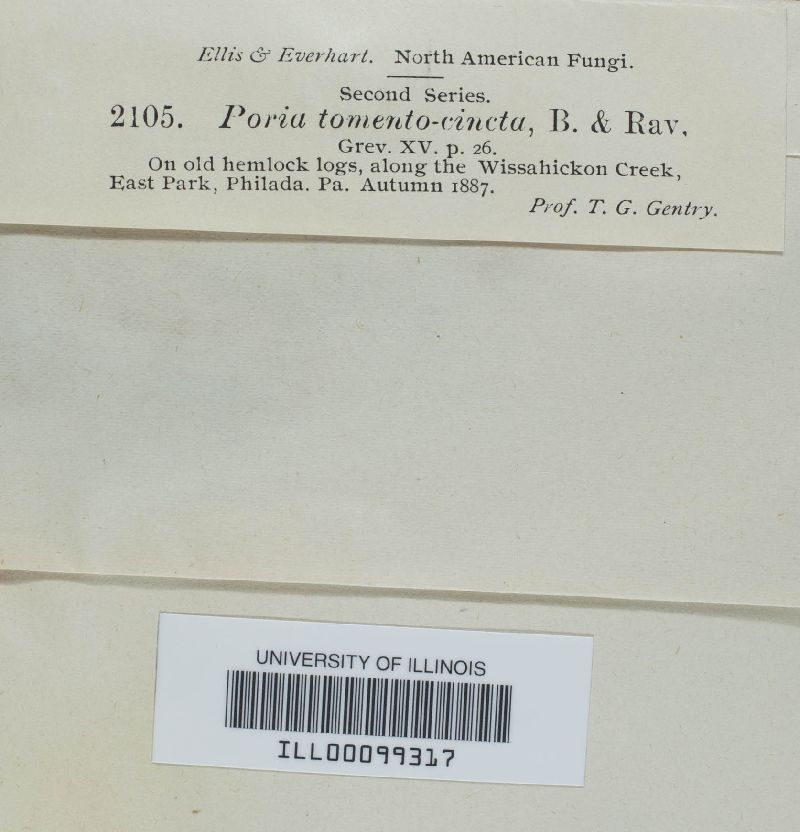 Ellis & Everhart. North American Fungi.
Second Series.
2105. Poria tomento-cincta, B. & Rav,
Grev. XV. p. 26.
On old hemlock logs, along the Wissahickon Creek,
East Park, Philada. Pa. Autumn 1887.
Prof. T. G. Gentry.
UNIVERSITY OF ILLINOIS
ILL00099317